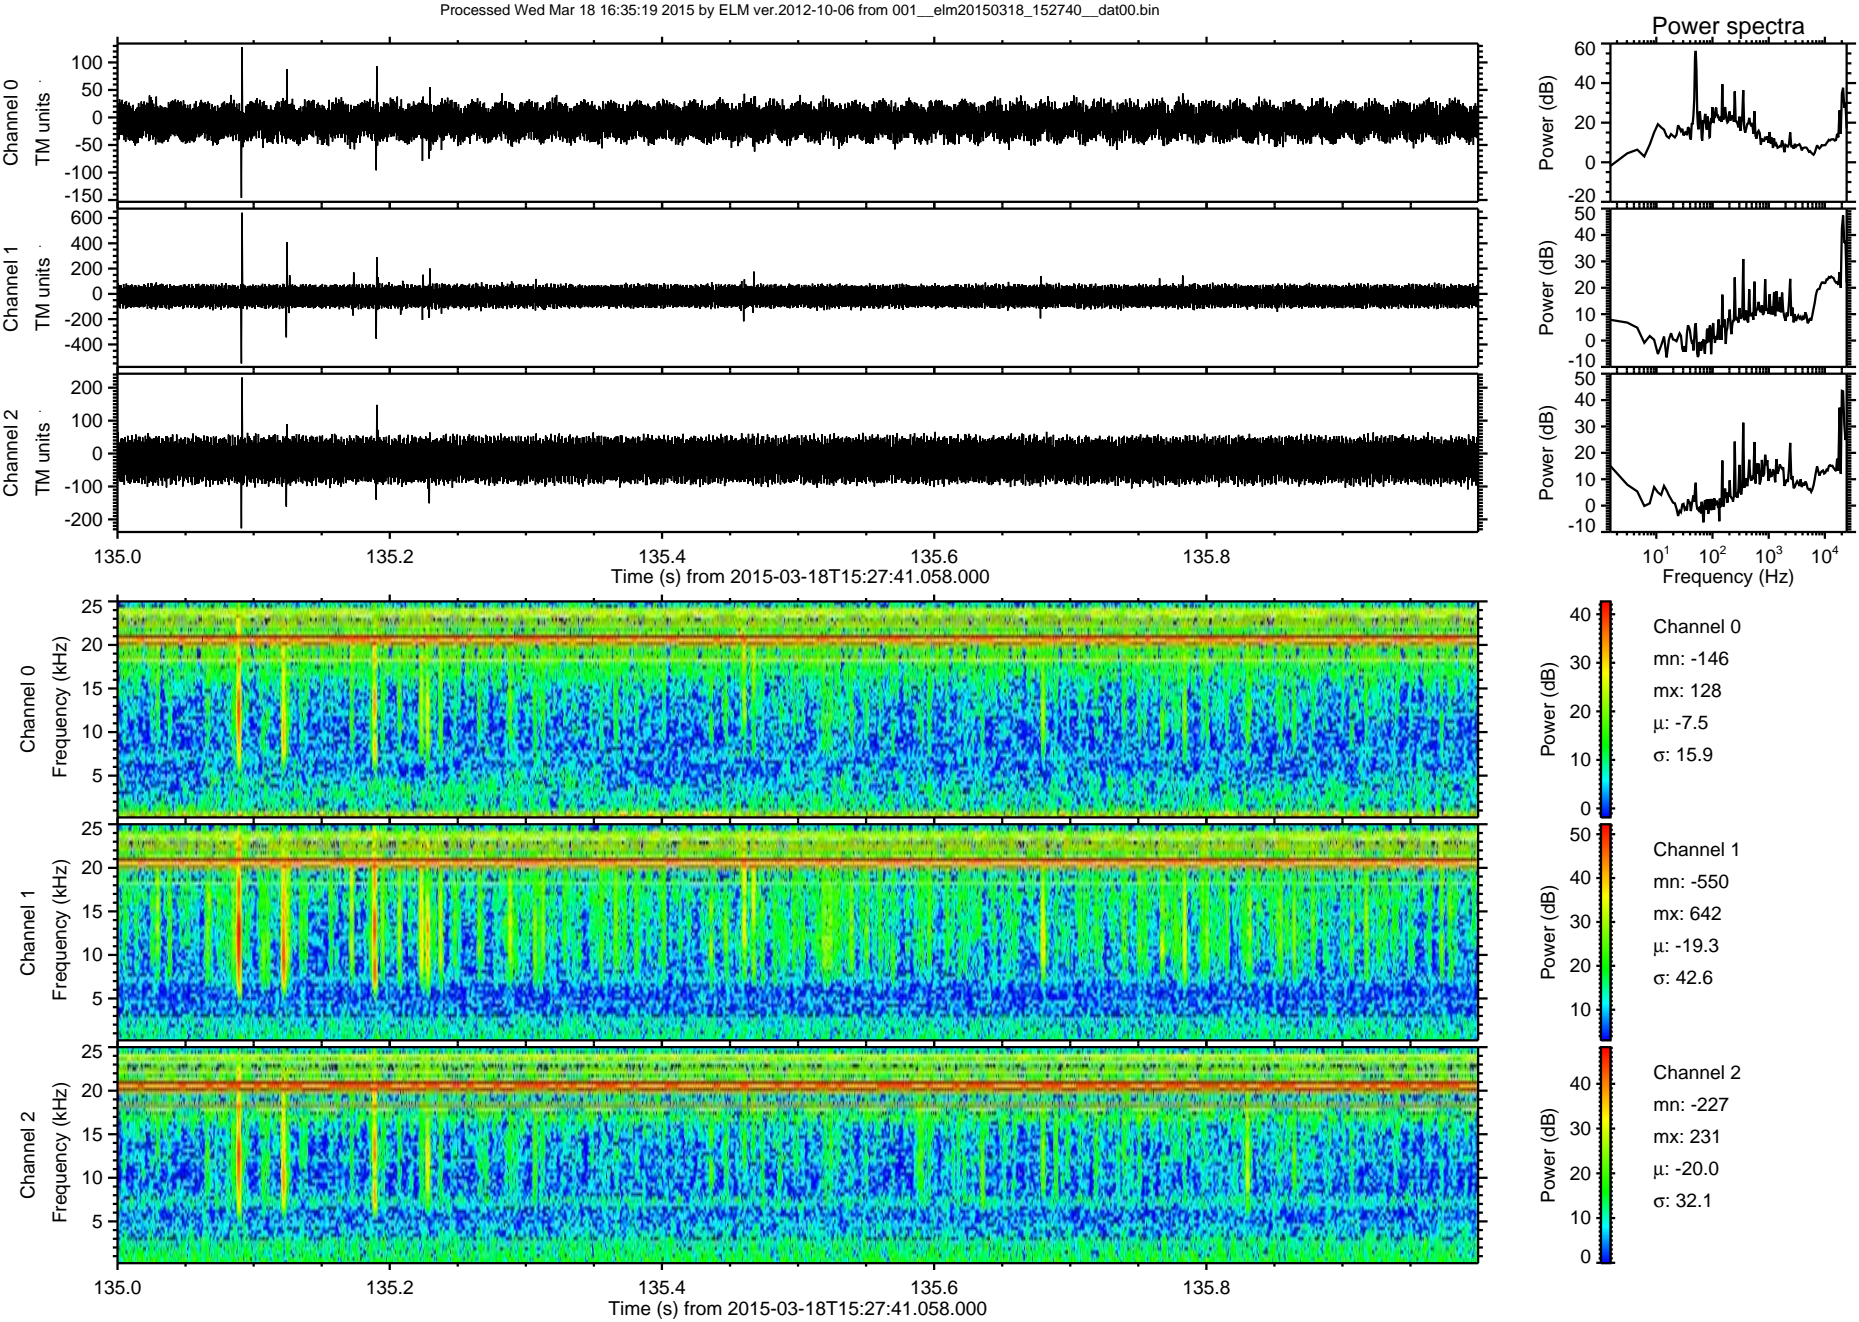 Processed Wed Mar 18 16:35:19 2015 by ELM ver.2012-10-06 from 001__elm20150318_152740__dat00.bin
Power spectra
Channel 0
TM units
100
50
0
-50
-100
-150
Power (dB)
60
40
20
0
-20
Channel 1
TM units
600
400
200
0
-200
-400
Power (dB)
50
40
30
20
10
0
-10
Channel 2
TM units
200
100
0
-100
-200
Power (dB)
50
40
30
20
10
0
-10
135.0 135.2 135.4 135.6 135.8
Time (s) from 2015-03-18T15:27:41.058.000
10¹ 10² 10³ 10⁴
Frequency (Hz)
Channel 0
Frequency (kHz)
25
20
15
10
5
Power (dB)
40
30
20
10
0
Channel 0
mn: -146
mx: 128
μ: -7.5
σ: 15.9
Channel 1
Frequency (kHz)
25
20
15
10
5
Power (dB)
50
40
30
20
10
Channel 1
mn: -550
mx: 642
μ: -19.3
σ: 42.6
Channel 2
Frequency (kHz)
25
20
15
10
5
Power (dB)
40
30
20
10
0
Channel 2
mn: -227
mx: 231
μ: -20.0
σ: 32.1
135.0 135.2 135.4 135.6 135.8
Time (s) from 2015-03-18T15:27:41.058.000